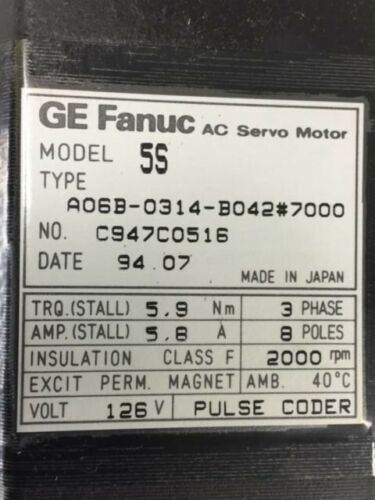 GE Fanuc AC Servo Motor
MODEL 5S
TYPE
A06B-0314-B042#7000
NO. C947C0516
DATE 94.07
MADE IN JAPAN
TRQ.(STALL) 5.9 Nm 3 PHASE
AMP.(STALL) 5.8 A 8 POLES
INSULATION CLASS F 2000 rpm
EXCIT PERM. MAGNET AMB. 40°C
VOLT 126 V PULSE CODER